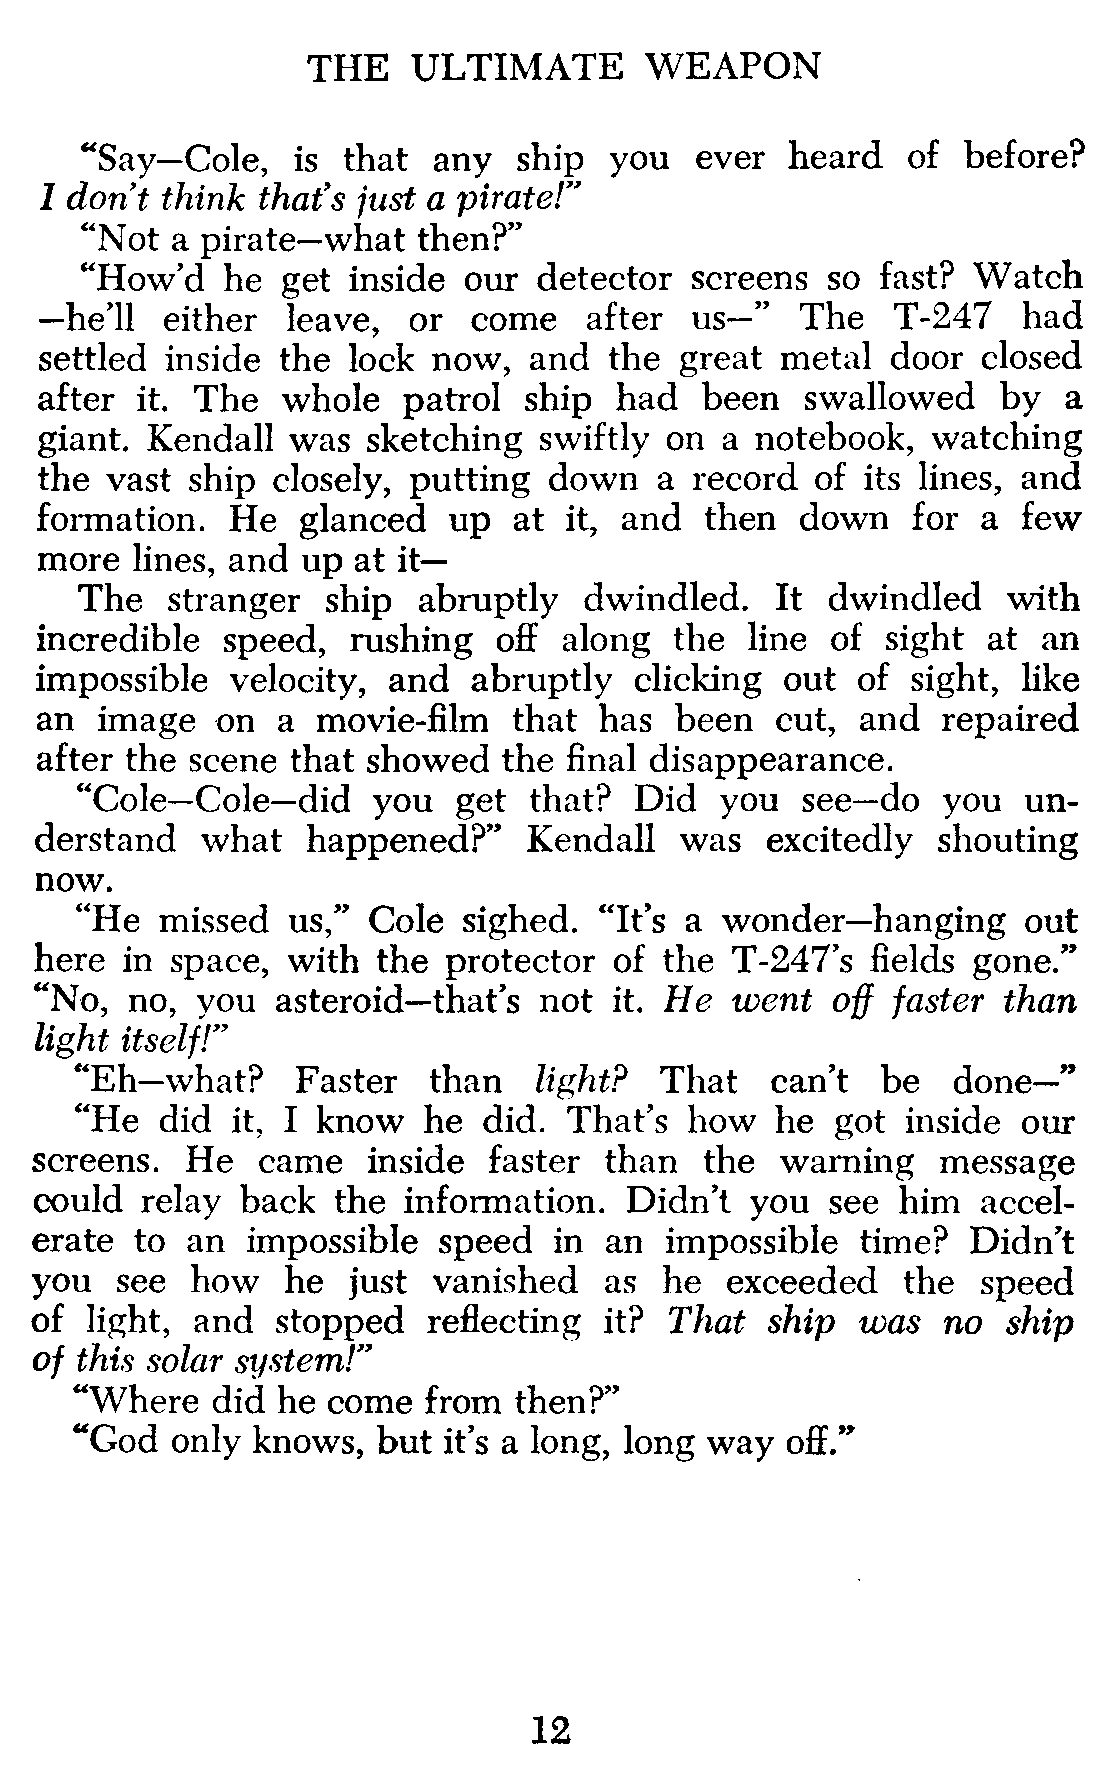 THE ULTIMATE WEAPON
“Say—Cole, is that any ship you ever heard of before?
I don’t think that’s just a pirate!”
“Not a pirate—what then?”
“How’d he get inside our detector screens so fast? Watch
—he’ll either leave, or come after us—” The T-247 had
settled inside the lock now, and the great metal door closed
after it. The whole patrol ship had been swallowed by a
giant. Kendall was sketching swiftly on a notebook, watching
the vast ship closely, putting down a record of its lines, and
formation. He glanced up at it, and then down for a few
more lines, and up at it—
The stranger ship abruptly dwindled. It dwindled with
incredible speed, rushing off along the line of sight at an
impossible velocity, and abruptly clicking out of sight, like
an image on a movie-film that has been cut, and repaired
after the scene that showed the final disappearance.
“Cole—Cole—did you get that? Did you see—do you un-
derstand what happened?” Kendall was excitedly shouting
now.
“He missed us,” Cole sighed. “It’s a wonder—hanging out
here in space, with the protector of the T-247’s fields gone.”
“No, no, you asteroid—that’s not it. He went off faster than
light itself!”
“Eh—what? Faster than light? That can’t be done—”
“He did it, I know he did. That’s how he got inside our
screens. He came inside faster than the warning message
could relay back the information. Didn’t you see him accel-
erate to an impossible speed in an impossible time? Didn’t
you see how he just vanished as he exceeded the speed
of light, and stopped reflecting it? That ship was no ship
of this solar system!”
“Where did he come from then?”
“God only knows, but it’s a long, long way off.”
12